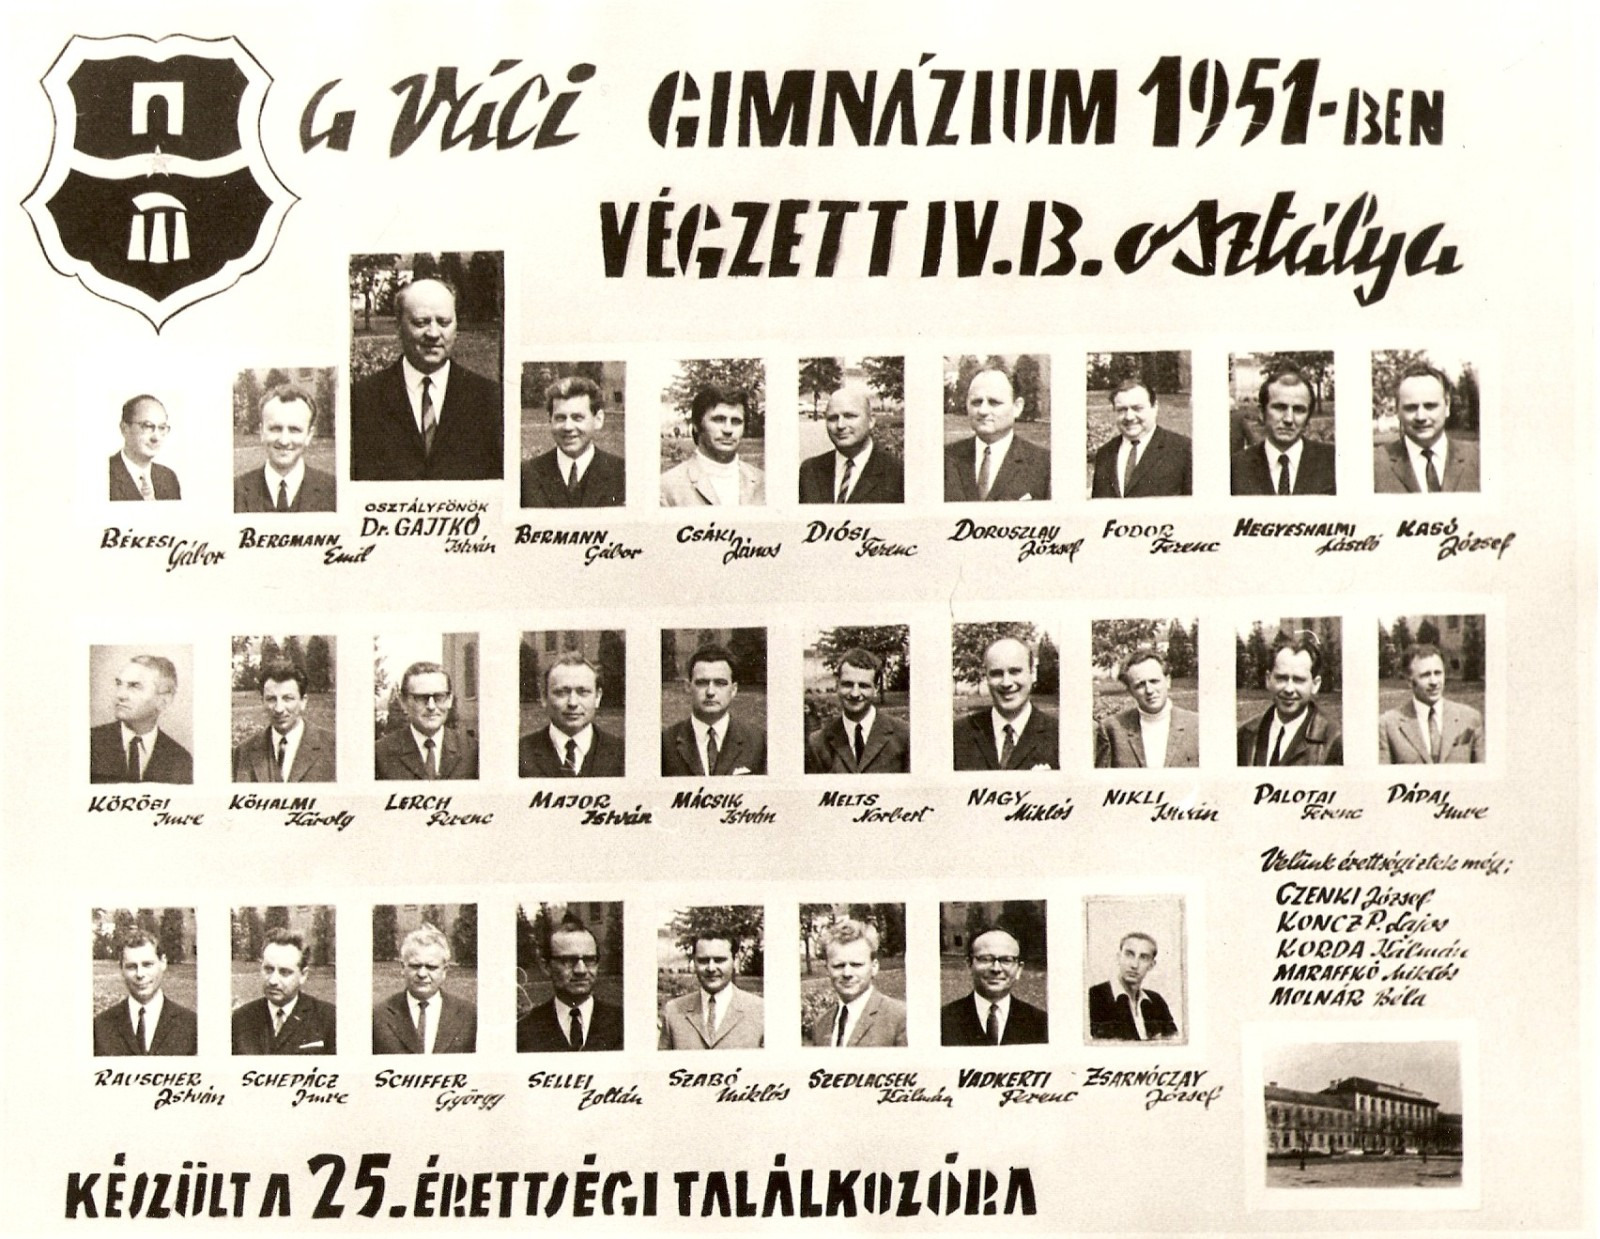 a Váci GIMNÁZIUM 1951-BEN
VÉGZETT IV. B. osztálya
BÉKESI Gábor
BERGMANN Emil
OSZTÁLYFŐNÖK
Dr. GAJTKÓ István
BERMANN Gábor
CSÁKI János
DIÓSI Ferenc
DOROSZLAY József
FODOR Ferenc
HEGYESHALMI László
KASÓ József
KŐRÖSI Imre
KŐHALMI Károly
LERCH Ferenc
MAJOR István
MÁCSIK István
MELTS Norbert
NAGY Miklós
NIKLI István
PALOTAI Ferenc
PÁPAI Imre
Velünk érettségiztek még:
CZENKI József
KONCZ P. Lajos
KORDA Kálmán
MARAFFKÓ Miklós
MOLNÁR Béla
RAUSCHER István
SCHEPÁCZ Imre
SCHIFFER György
SELLEI Zoltán
SZABÓ Miklós
SZEDLACSEK Kálmán
VADKERTI Ferenc
ZSARNÓCZAY József
KÉSZÜLT A 25. ÉRETTSÉGI TALÁLKOZÓRA